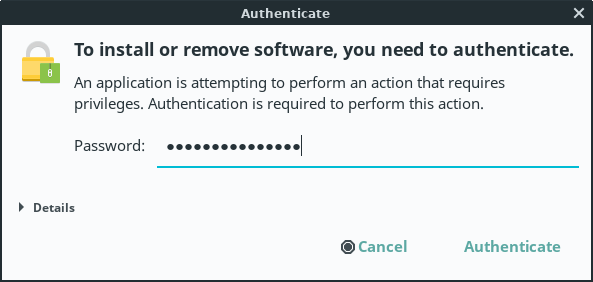 Authenticate
To install or remove software, you need to authenticate.
An application is attempting to perform an action that requires
privileges. Authentication is required to perform this action.
Password: ●●●●●●●●●●●●●●●
Details
Cancel Authenticate